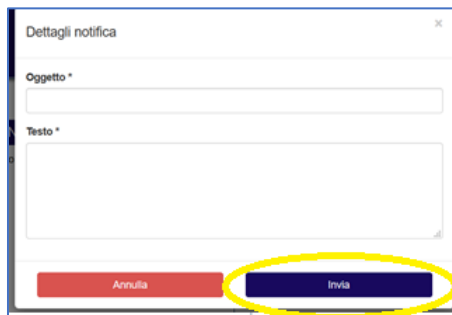 Dettagli notifica
×
Oggetto *
Testo *
Annulla
Invia